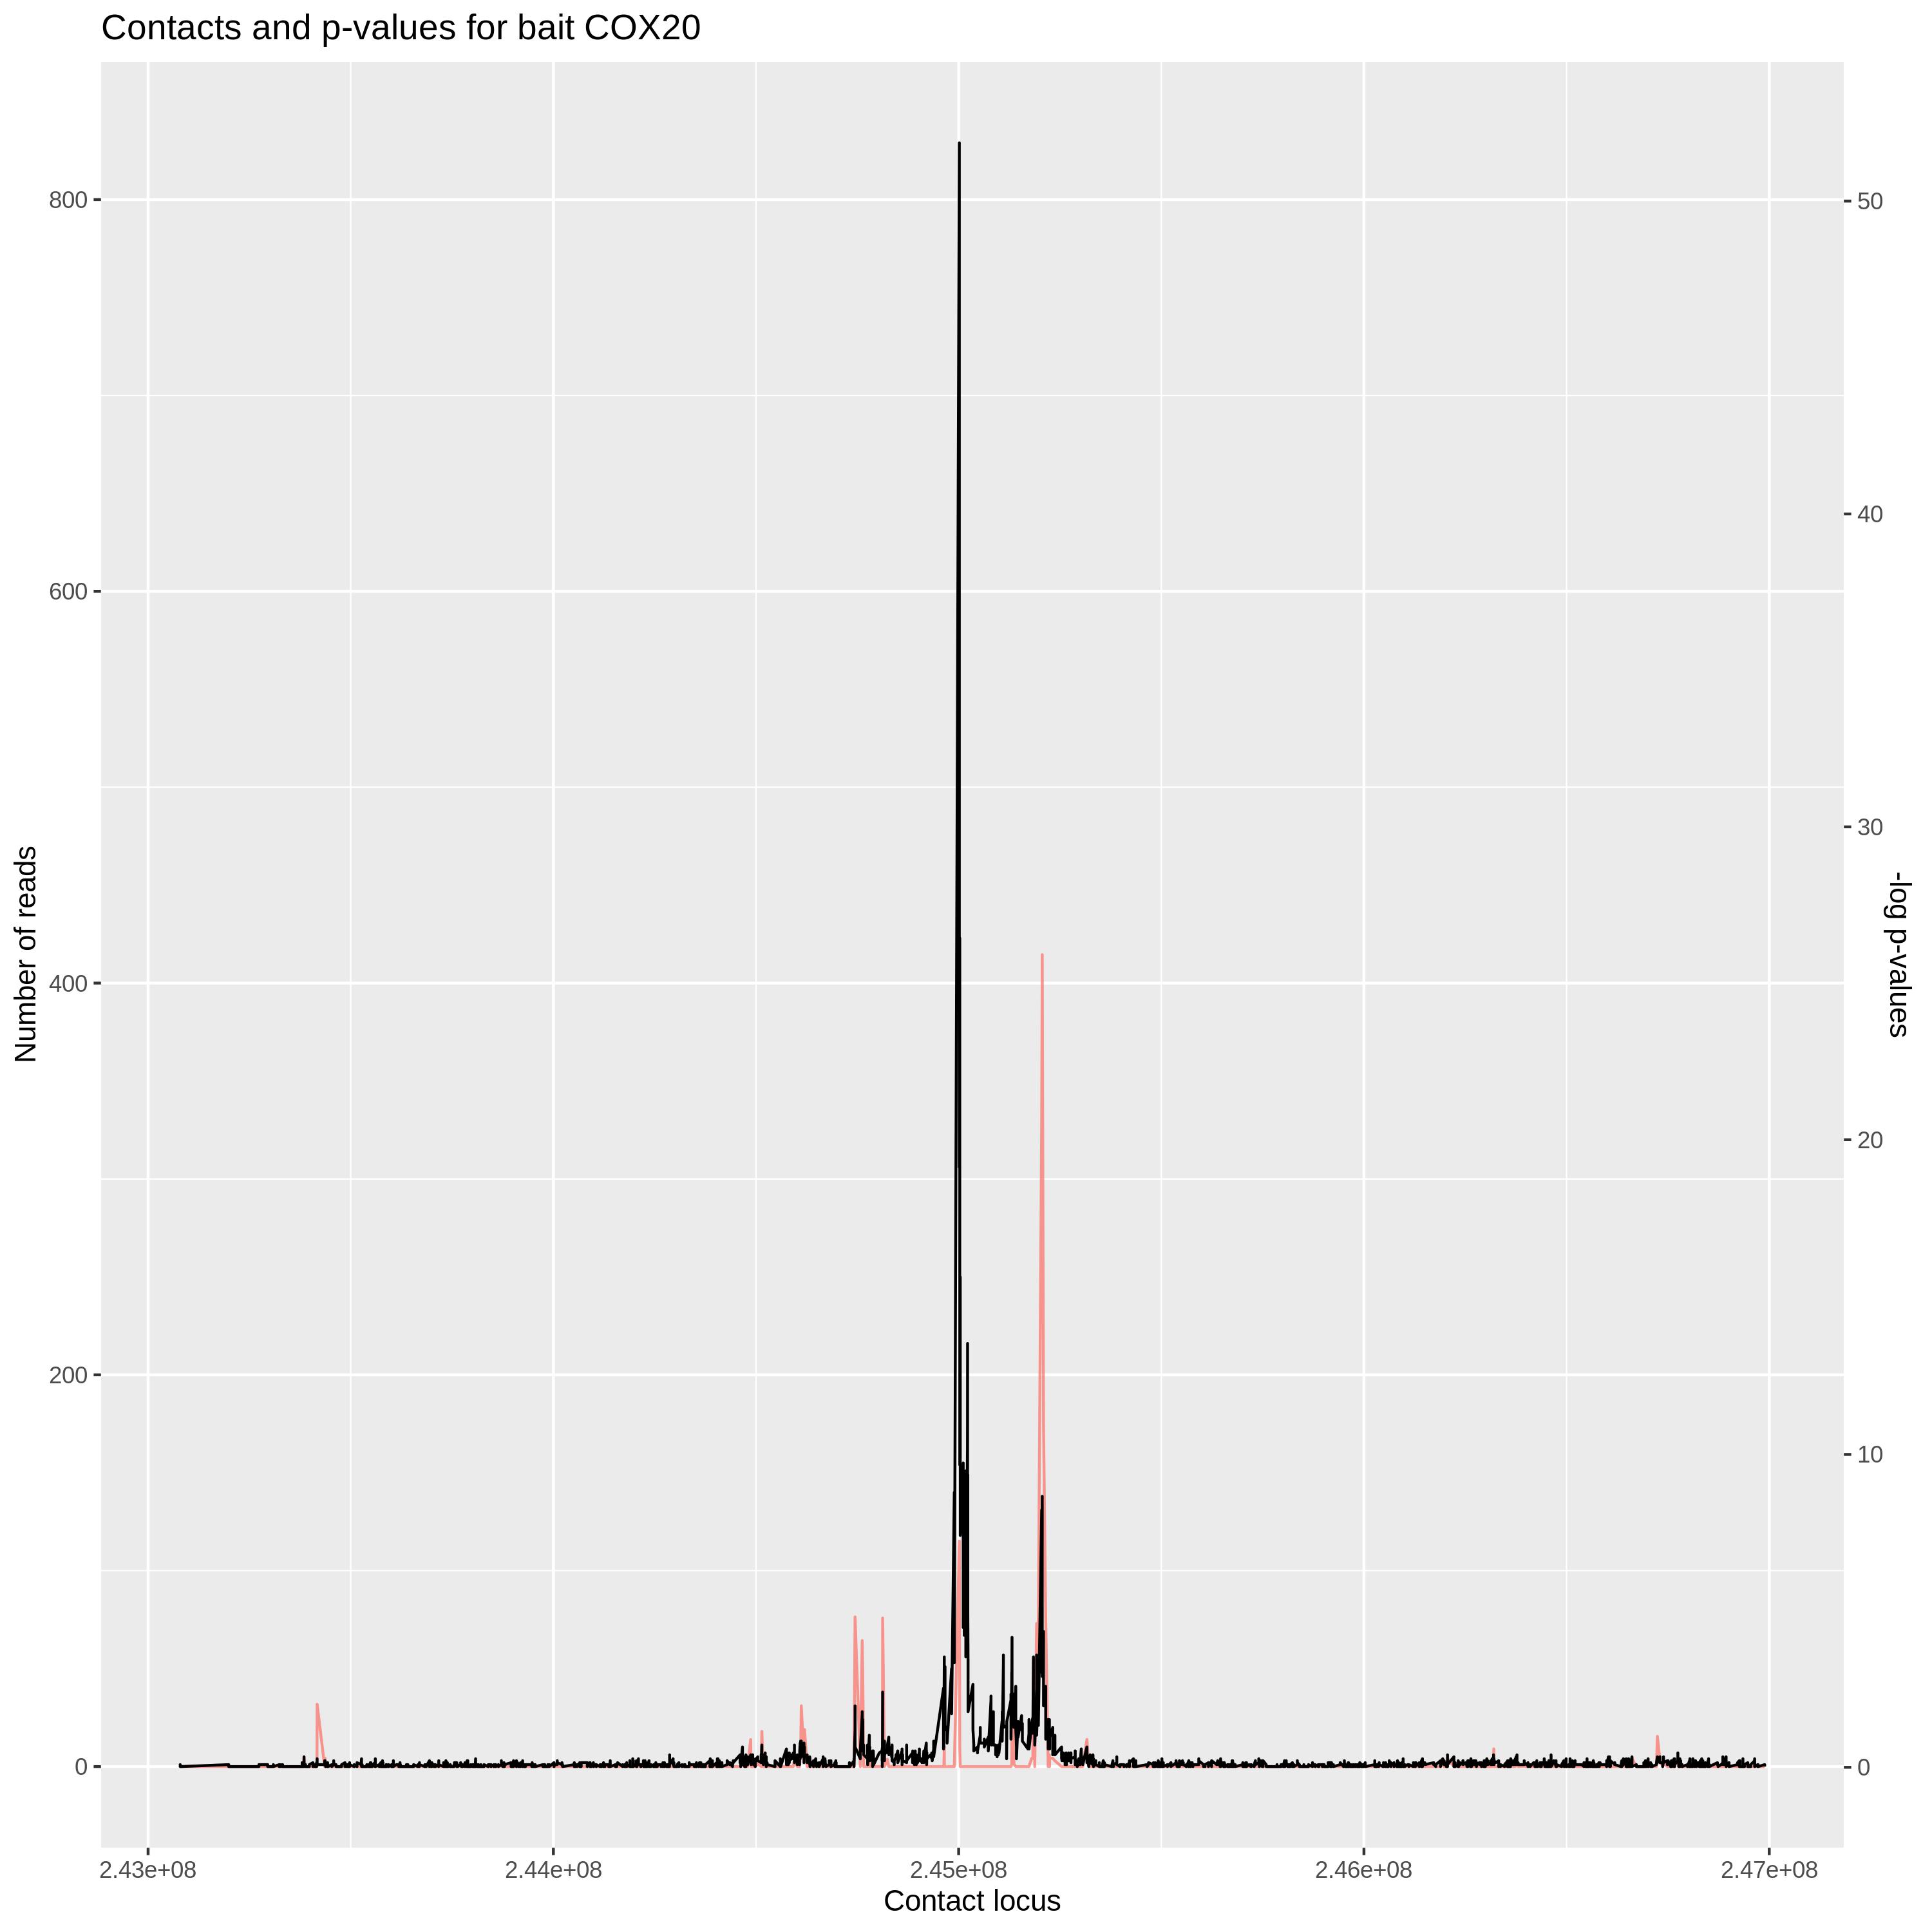 Contacts and p-values for bait COX20
Number of reads
800
600
400
200
0
50
40
30
20
10
0
-log p-values
2.43e+08
2.44e+08
2.45e+08
2.46e+08
2.47e+08
Contact locus